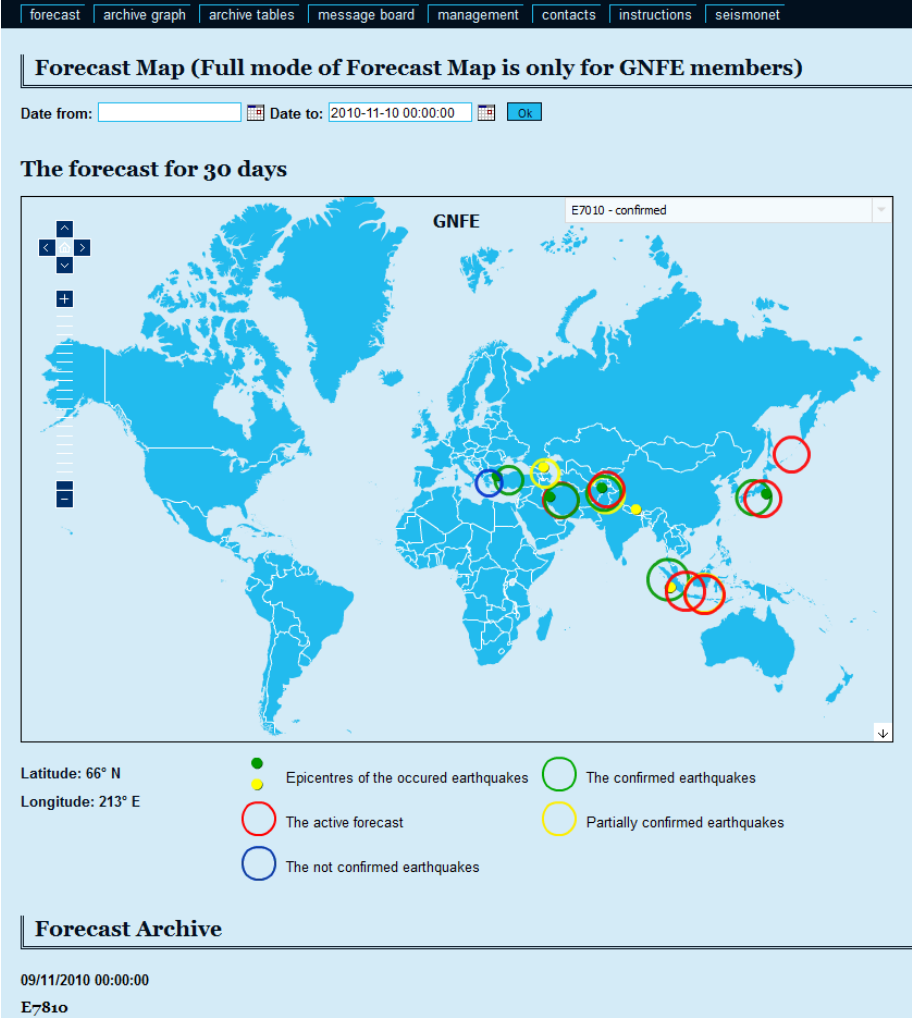 forecast archive graph archive tables message board management contacts instructions seismonet
Forecast Map (Full mode of Forecast Map is only for GNFE members)
Date from: Date to: 2010-11-10 00:00:00 Ok
The forecast for 30 days
GNFE
E7010 - confirmed
Latitude: 66° N
Longitude: 213° E
Epicentres of the occured earthquakes
The confirmed earthquakes
The active forecast
Partially confirmed earthquakes
The not confirmed earthquakes
Forecast Archive
09/11/2010 00:00:00
E7810